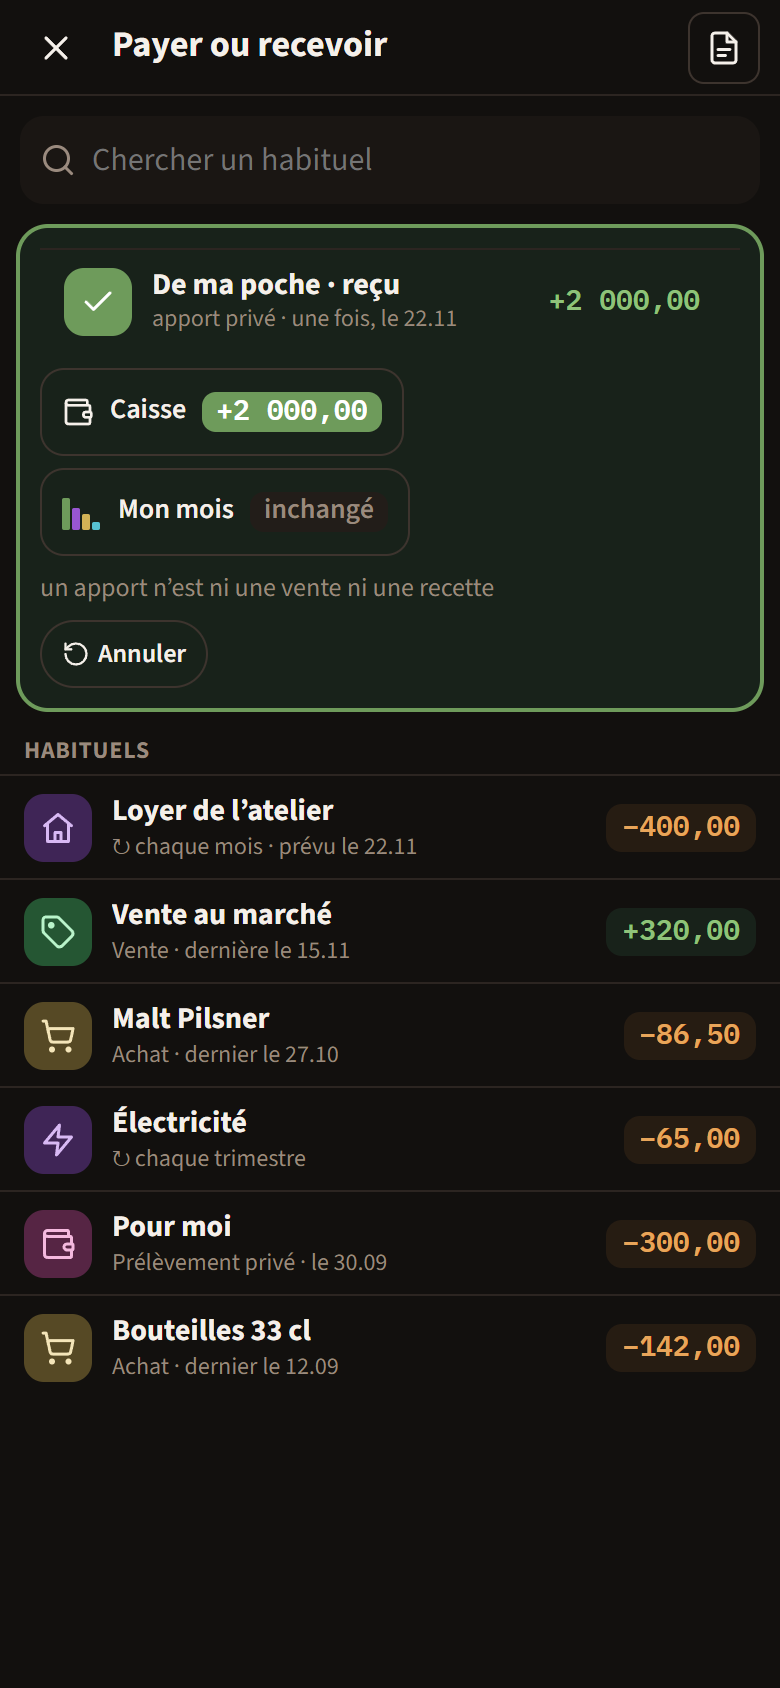 Payer ou recevoir
Chercher un habituel
De ma poche · reçu
apport privé · une fois, le 22.11
+2 000,00
Caisse +2 000,00
Mon mois inchangé
un apport n’est ni une vente ni une recette
Annuler
HABITUELS
Loyer de l’atelier
↻ chaque mois · prévu le 22.11
−400,00
Vente au marché
Vente · dernière le 15.11
+320,00
Malt Pilsner
Achat · dernier le 27.10
−86,50
Électricité
↻ chaque trimestre
−65,00
Pour moi
Prélèvement privé · le 30.09
−300,00
Bouteilles 33 cl
Achat · dernier le 12.09
−142,00